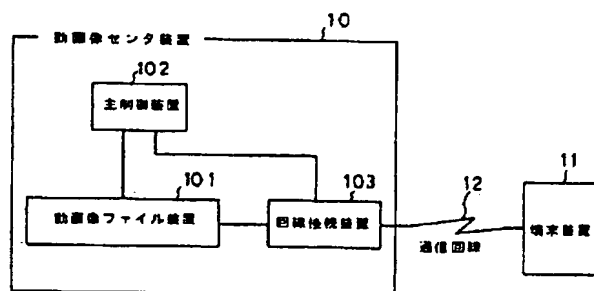 動画像センタ装置
10
102
主制御装置
101
動画像ファイル装置
103
回線接続装置
12
通信回線
11
端末装置